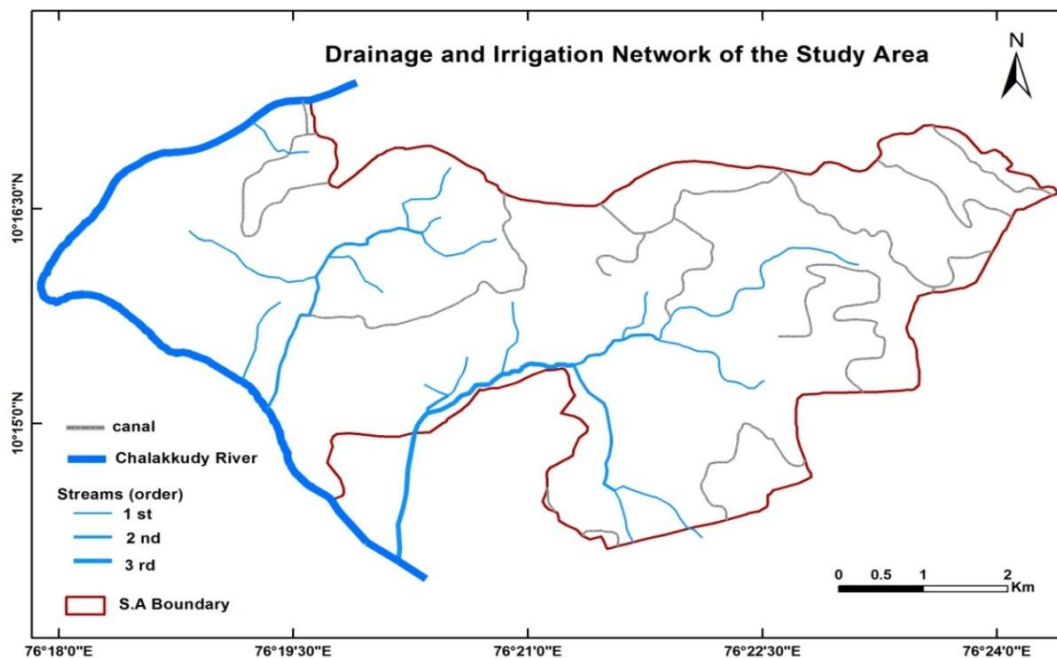 Drainage and Irrigation Network of the Study Area
N
10°16'30"N
10°15'0"N
canal
Chalakkudy River
Streams (order)
1 st
2 nd
3 rd
S.A Boundary
0 0.5 1 2
Km
76°18'0"E 76°19'30"E 76°21'0"E 76°22'30"E 76°24'0"E